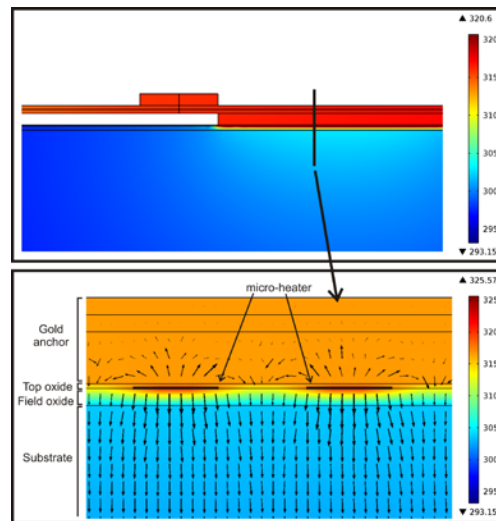 ▲ 320.6
320
315
310
305
300
295
▼ 293.15
▲ 325.57
micro-heater
325
Gold
anchor
320
315
Top oxide
310
Field oxide
305
Substrate
300
295
▼ 293.15